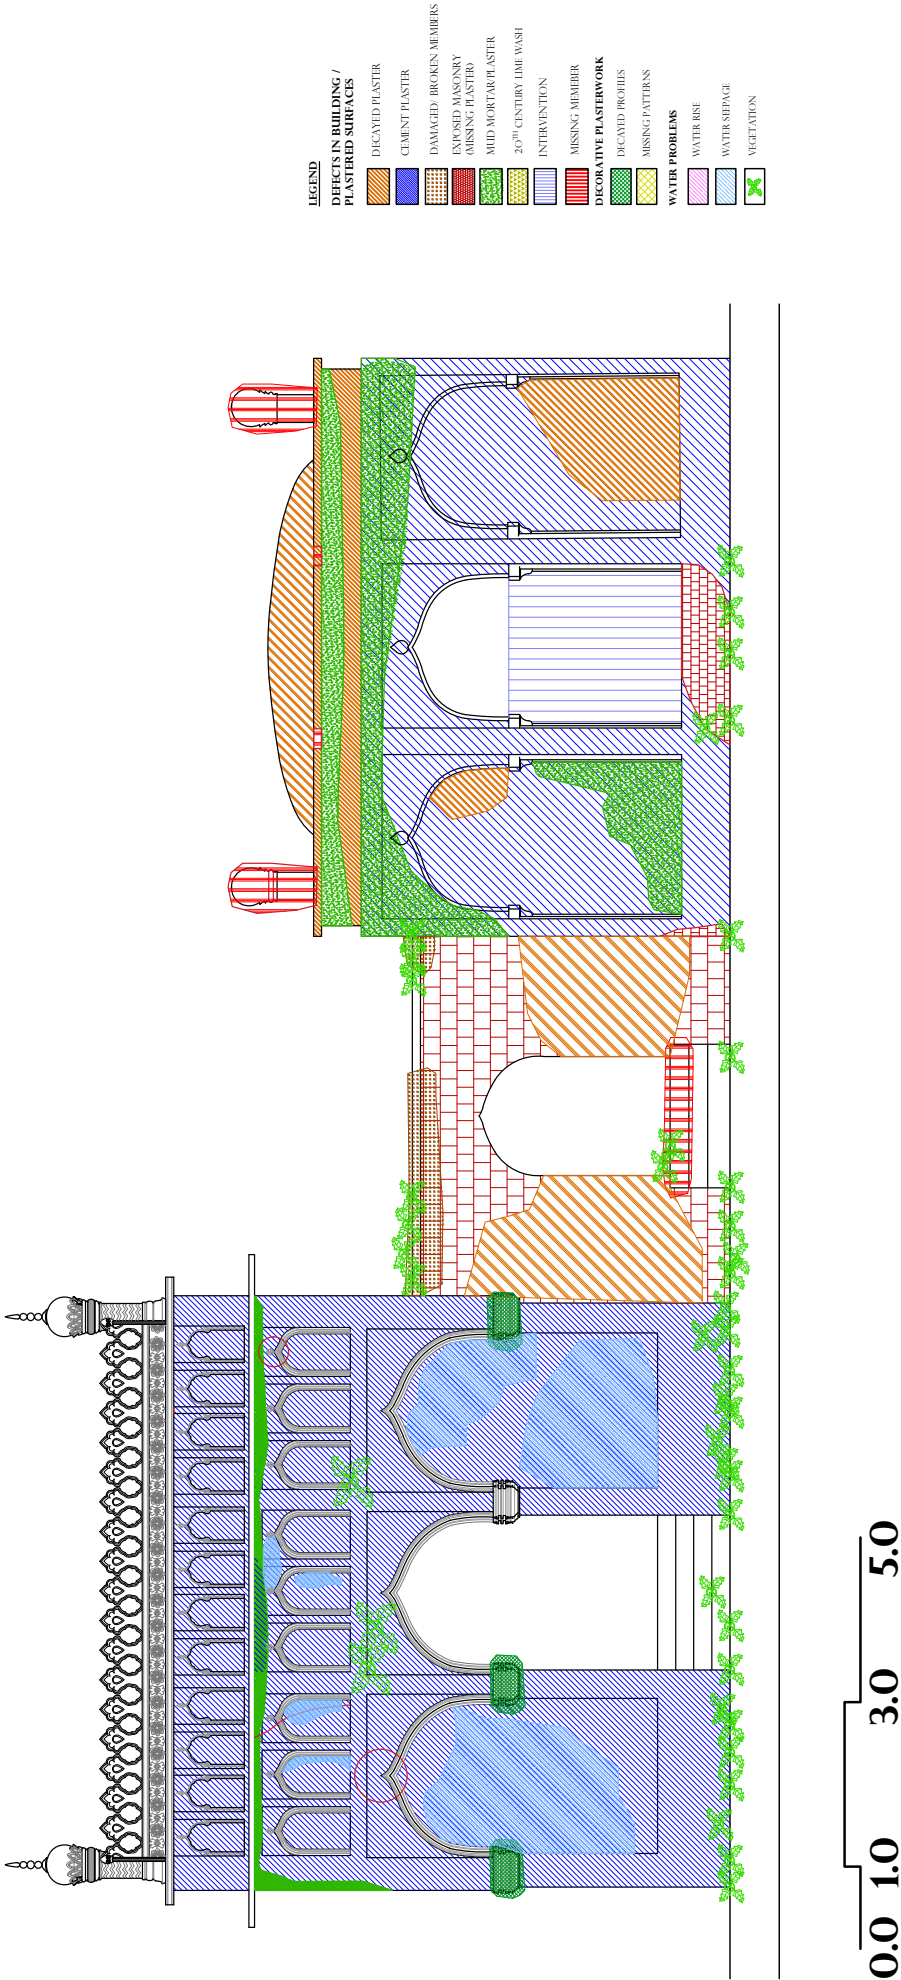 LEGEND
DEFECTS IN BUILDING /
PLASTERED SURFACES
DECAYED PLASTER
CEMENT PLASTER
DAMAGED/ BROKEN MEMBERS
EXPOSED MASONRY
(MISSING PLASTER)
MUD MORTAR/PLASTER
20TH CENTURY LIME WASH
INTERVENTION
MISSING MEMEBER
DECORATIVE PLASTERWORK
DECAYED PROFILES
MISSING PATTERNS
WATER PROBLEMS
WATER RISE
WATER SEEPAGE
VEGETATION
0.0 1.0 3.0 5.0